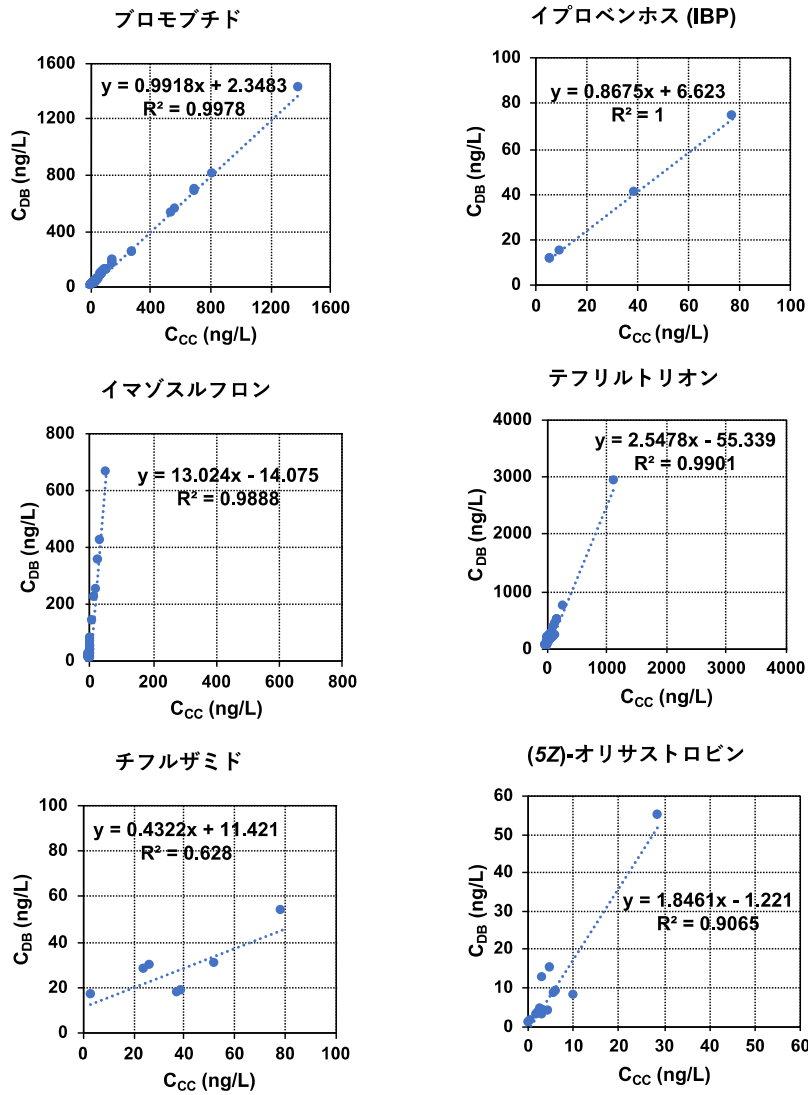 ブロモブチド
1600
1400
800
400
0
0 400 800 1200 1600
y = 0.9918x + 2.3483
R² = 0.9978
C_DB (ng/L)
C_CC (ng/L)
イプロベンホス (IBP)
100
80
60
40
20
0
0 20 40 60 80 100
y = 0.8675x + 6.623
R² = 1
C_DB (ng/L)
C_CC (ng/L)
イマゾスルフロン
800
600
400
200
0
0 200 400 600 800
y = 13.024x - 14.075
R² = 0.9888
C_DB (ng/L)
C_CC (ng/L)
テフリルトリオン
4000
3000
2000
1000
0
0 1000 2000 3000 4000
y = 2.5478x - 55.339
R² = 0.9901
C_DB (ng/L)
C_CC (ng/L)
チフルザミド
100
80
60
40
20
0
0 20 40 60 80 100
y = 0.4322x + 11.421
R² = 0.628
C_DB (ng/L)
C_CC (ng/L)
(5Z)-オリサストロビン
60
50
40
30
20
10
0
0 10 20 30 40 50 60
y = 1.8461x - 1.221
R² = 0.9065
C_DB (ng/L)
C_CC (ng/L)